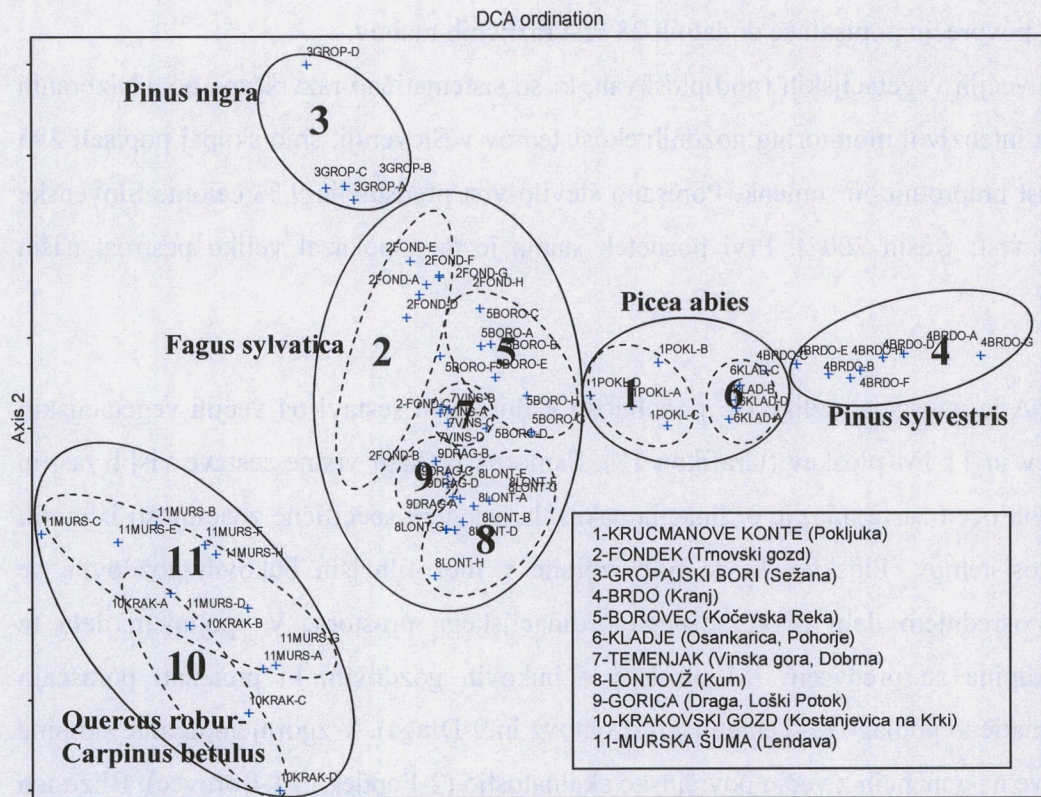 DCA ordination
Axis 2
3GROP-D
Pinus nigra
3
3GROP-B
3GROP-C
3GROP-A
2FOND-E
2FOND-F
2FOND-A
2FOND-G
2FOND-H
2FOND-D
Fagus sylvatica
2
5BORO-C
5
5BORO-A
5BORO-B
5BORO-E
5BORO-F
5BORO-H
5BORO-G
5BORO-D
2FOND-C
7VINS-B
7VINS-A
7VINS-C
7VINS-D
7
2FOND-B
9
9DRAG-B
9DRAG-C
9DRAG-D
9DRAG-A
8LONT-F
8LONT-A
8LONT-G
8LONT-B
8LONT-D
8LONT-H
8
Picea abies
1POKL-B
1POKL-D
1POKL-A
1POKL-C
1
6
6KLAD-C
6KLAD-B
6KLAD-D
6KLAD-A
4BRDO-A
4BRDO-D
4BRDO-G
4BRDO-E
4BRDO-H
4BRDO-C
4BRDO-B
4BRDO-F
4
Pinus sylvestris
11MURS-C
11MURS-B
11MURS-E
11MURS-F
11
11MURS-H
10KRAK-A
11MURS-D
10KRAK-B
11MURS-G
11MURS-A
10
10KRAK-C
Quercus robur-
Carpinus betulus
10KRAK-D
1-KRUCMANOVE KONTE (Pokljuka)
2-FONDEK (Trnovski gozd)
3-GROPAJSKI BORI (Sežana)
4-BRDO (Kranj)
5-BOROVEC (Kočevska Reka)
6-KLADJE (Osankarica, Pohorje)
7-TEMENJAK (Vinska gora, Dobrna)
8-LONTOVŽ (Kum)
9-GORICA (Draga, Loški Potok)
10-KRAKOVSKI GOZD (Kostanjevica na Krki)
11-MURSKA ŠUMA (Lendava)